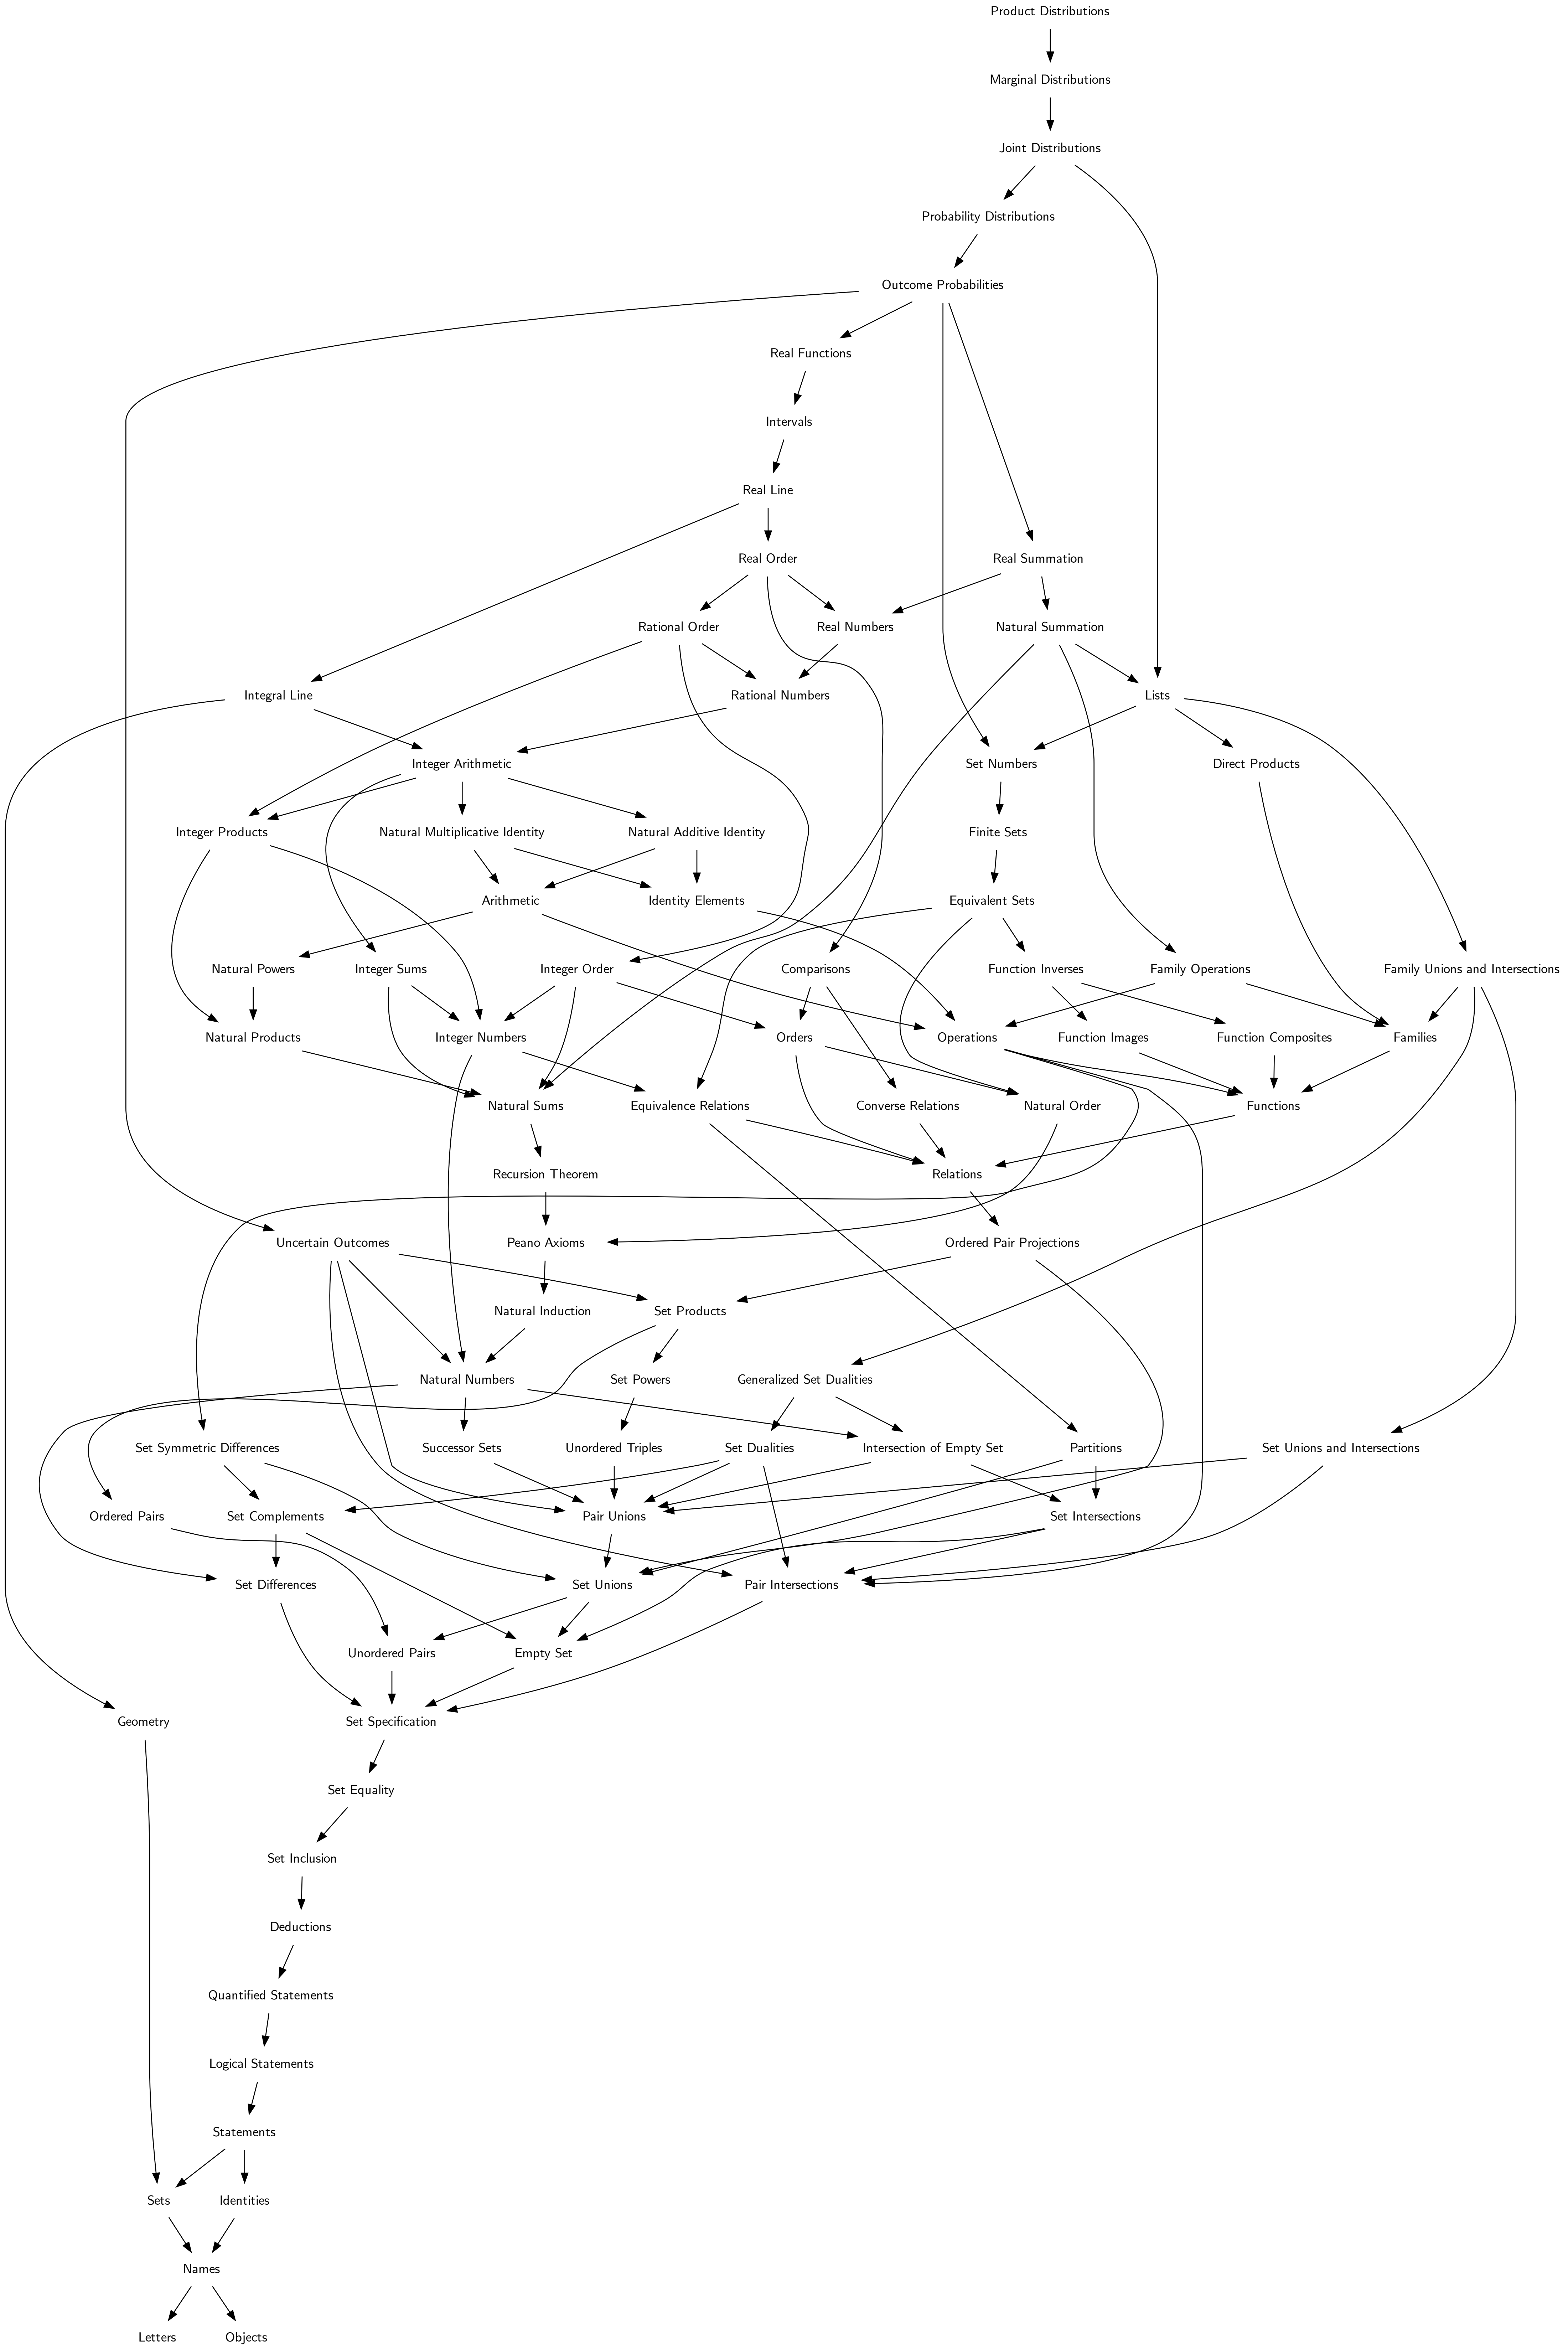 Product Distributions
Marginal Distributions
Joint Distributions
Probability Distributions
Outcome Probabilities
Real Functions
Intervals
Real Line
Real Order
Real Summation
Rational Order
Real Numbers
Natural Summation
Integral Line
Rational Numbers
Lists
Integer Arithmetic
Set Numbers
Direct Products
Integer Products
Natural Multiplicative Identity
Natural Additive Identity
Finite Sets
Arithmetic
Identity Elements
Equivalent Sets
Natural Powers
Integer Sums
Integer Order
Comparisons
Function Inverses
Family Operations
Family Unions and Intersections
Natural Products
Integer Numbers
Orders
Operations
Function Images
Function Composites
Families
Natural Sums
Equivalence Relations
Converse Relations
Natural Order
Functions
Recursion Theorem
Relations
Uncertain Outcomes
Peano Axioms
Ordered Pair Projections
Natural Induction
Set Products
Natural Numbers
Set Powers
Generalized Set Dualities
Set Symmetric Differences
Successor Sets
Unordered Triples
Set Dualities
Intersection of Empty Set
Partitions
Set Unions and Intersections
Ordered Pairs
Set Complements
Pair Unions
Set Intersections
Set Differences
Set Unions
Pair Intersections
Unordered Pairs
Empty Set
Geometry
Set Specification
Set Equality
Set Inclusion
Deductions
Quantified Statements
Logical Statements
Statements
Sets
Identities
Names
Letters
Objects